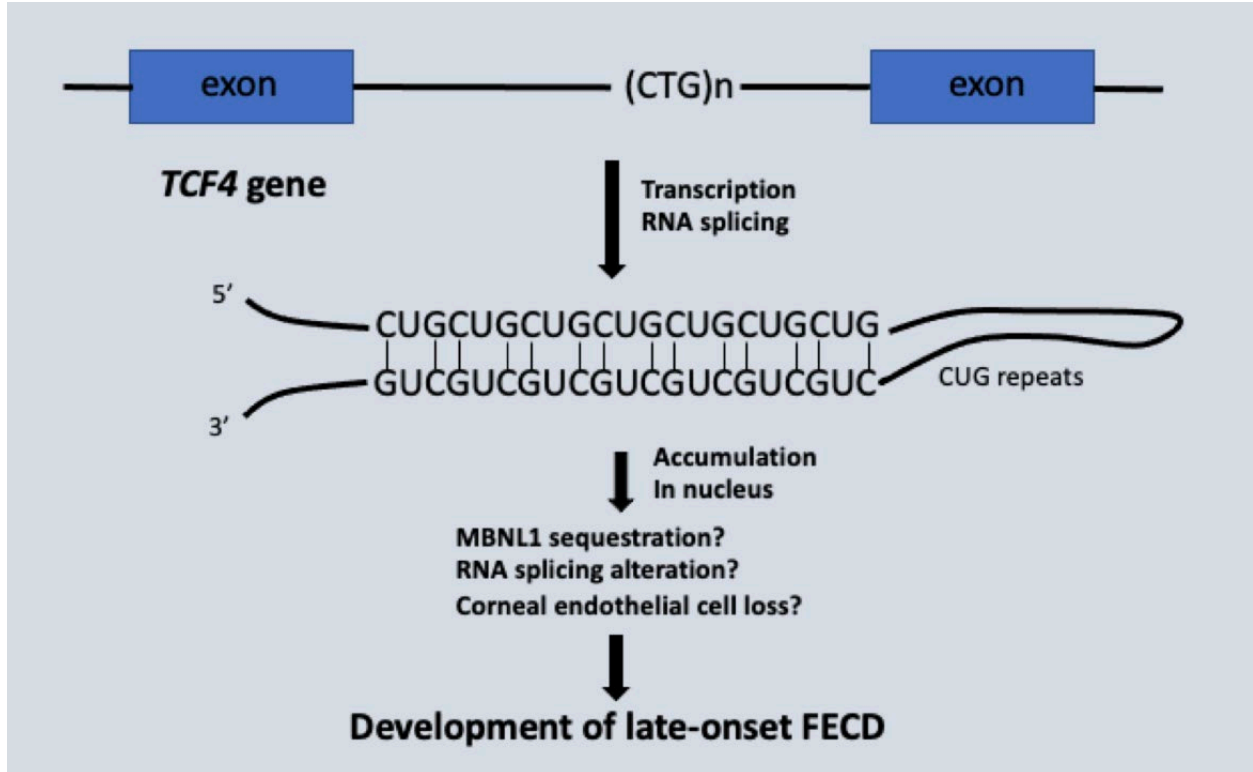 exon (CTG)n exon
TCF4 gene
Transcription
RNA splicing
5’
CUGCUGCUGCUGCUGCUGCUG
GUCGUCGUCGUCGUCGUCGUC
CUG repeats
3’
Accumulation
In nucleus
MBNL1 sequestration?
RNA splicing alteration?
Corneal endothelial cell loss?
Development of late-onset FECD